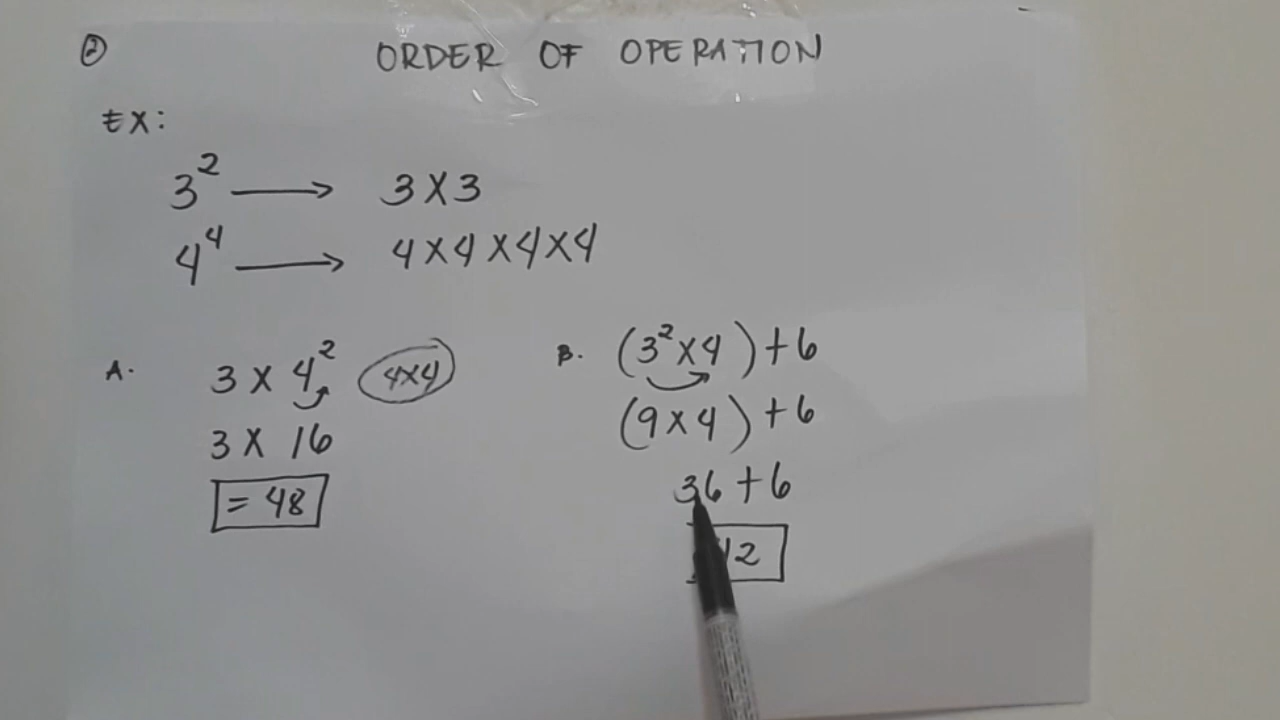 ② ORDER OF OPERATION
EX:
3² → 3 X 3
4⁴ → 4 X 4 X 4 X 4
A. 3 X 4² 4X4
3 X 16
= 48
B. (3² X 4) + 6
(9 X 4) + 6
36 + 6